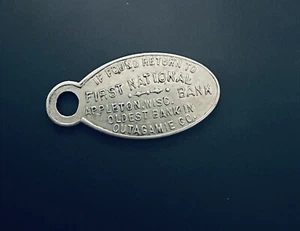 IF FOUND RETURN TO
FIRST NATIONAL
BANK
APPLETON, WISC.
OLDEST BANK IN
OUTAGAMIE CO.